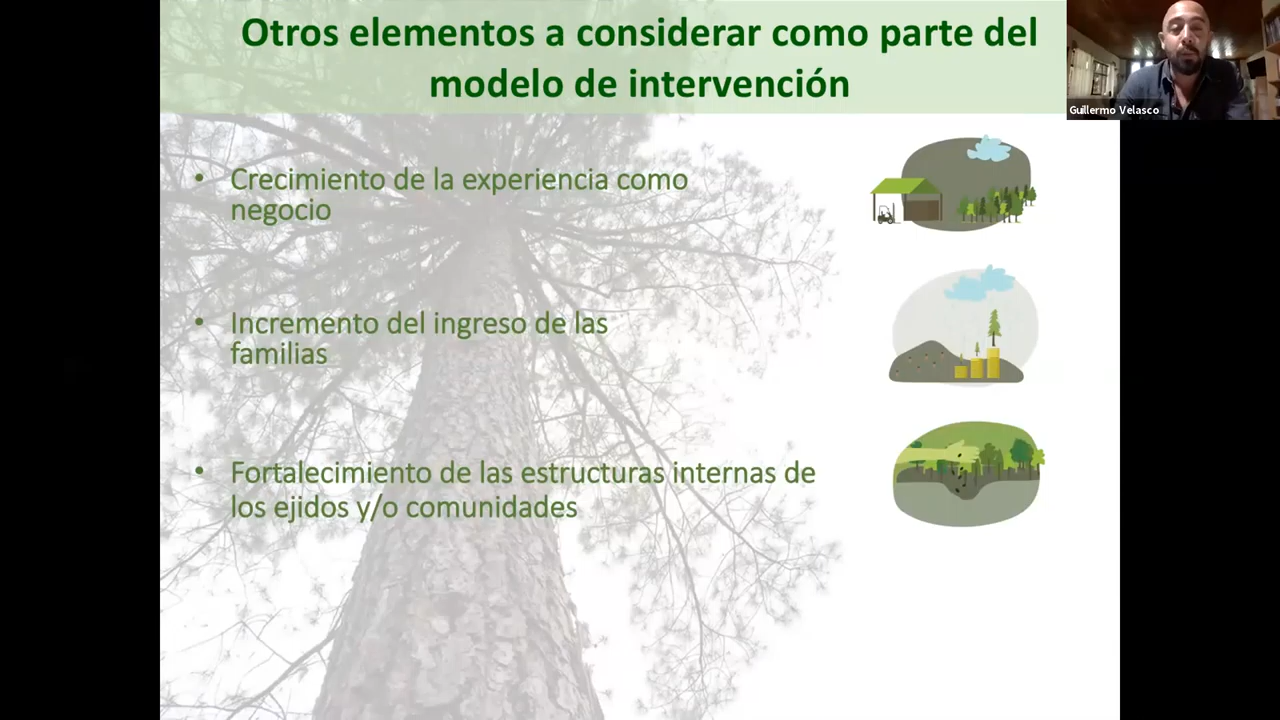 Otros elementos a considerar como parte del
modelo de intervención
Guillermo Velasco
• Crecimiento de la experiencia como
negocio
• Incremento del ingreso de las
familias
• Fortalecimiento de las estructuras internas de
los ejidos y/o comunidades